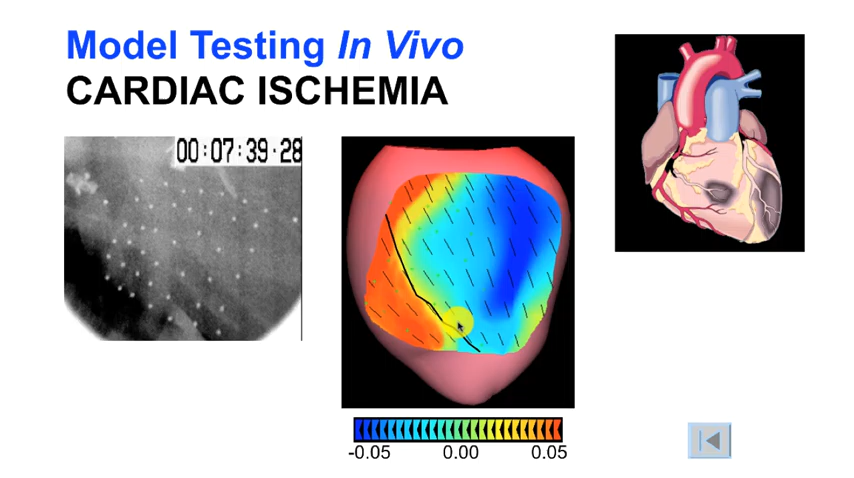 Model Testing In Vivo
CARDIAC ISCHEMIA
00:07:39:28
-0.05 0.00 0.05